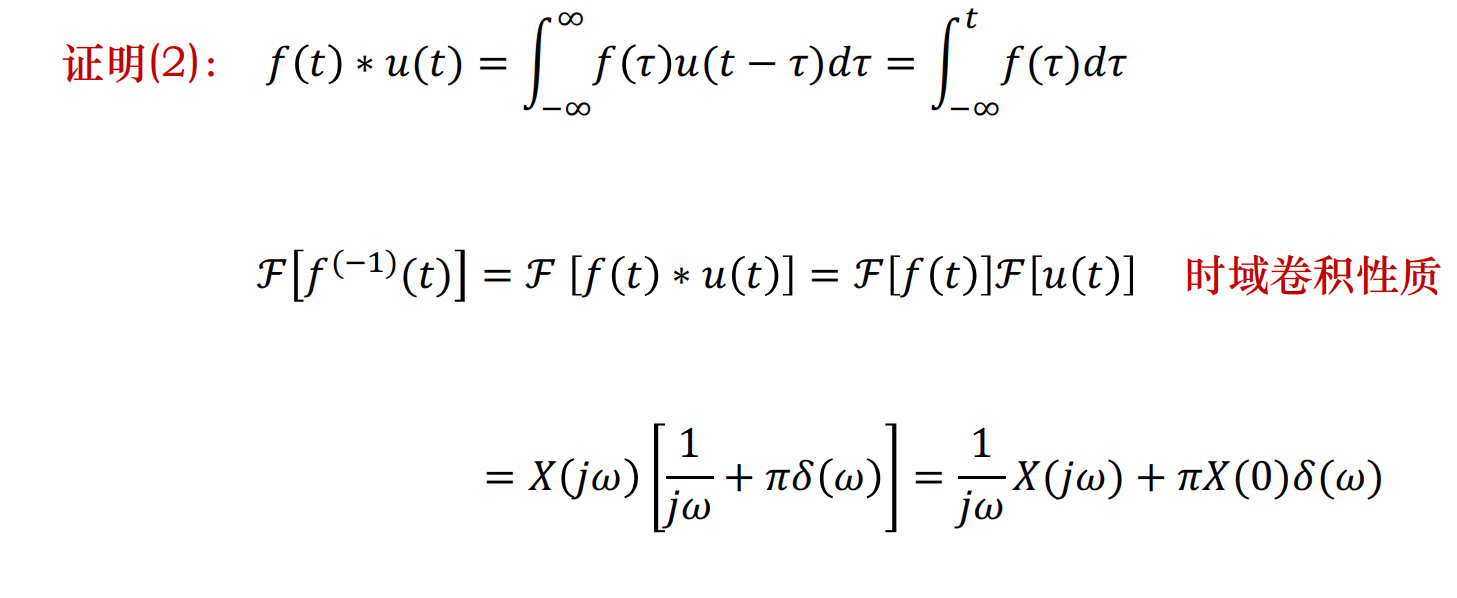 证明(2)： f(t) ∗ u(t) = ∫_{−∞}^{∞} f(τ)u(t − τ)dτ = ∫_{−∞}^{t} f(τ)dτ
ℱ[f^{(−1)}(t)] = ℱ [f(t) ∗ u(t)] = ℱ[f(t)]ℱ[u(t)] 时域卷积性质
= X(jω) [1/(jω) + πδ(ω)] = 1/(jω) X(jω) + πX(0)δ(ω)